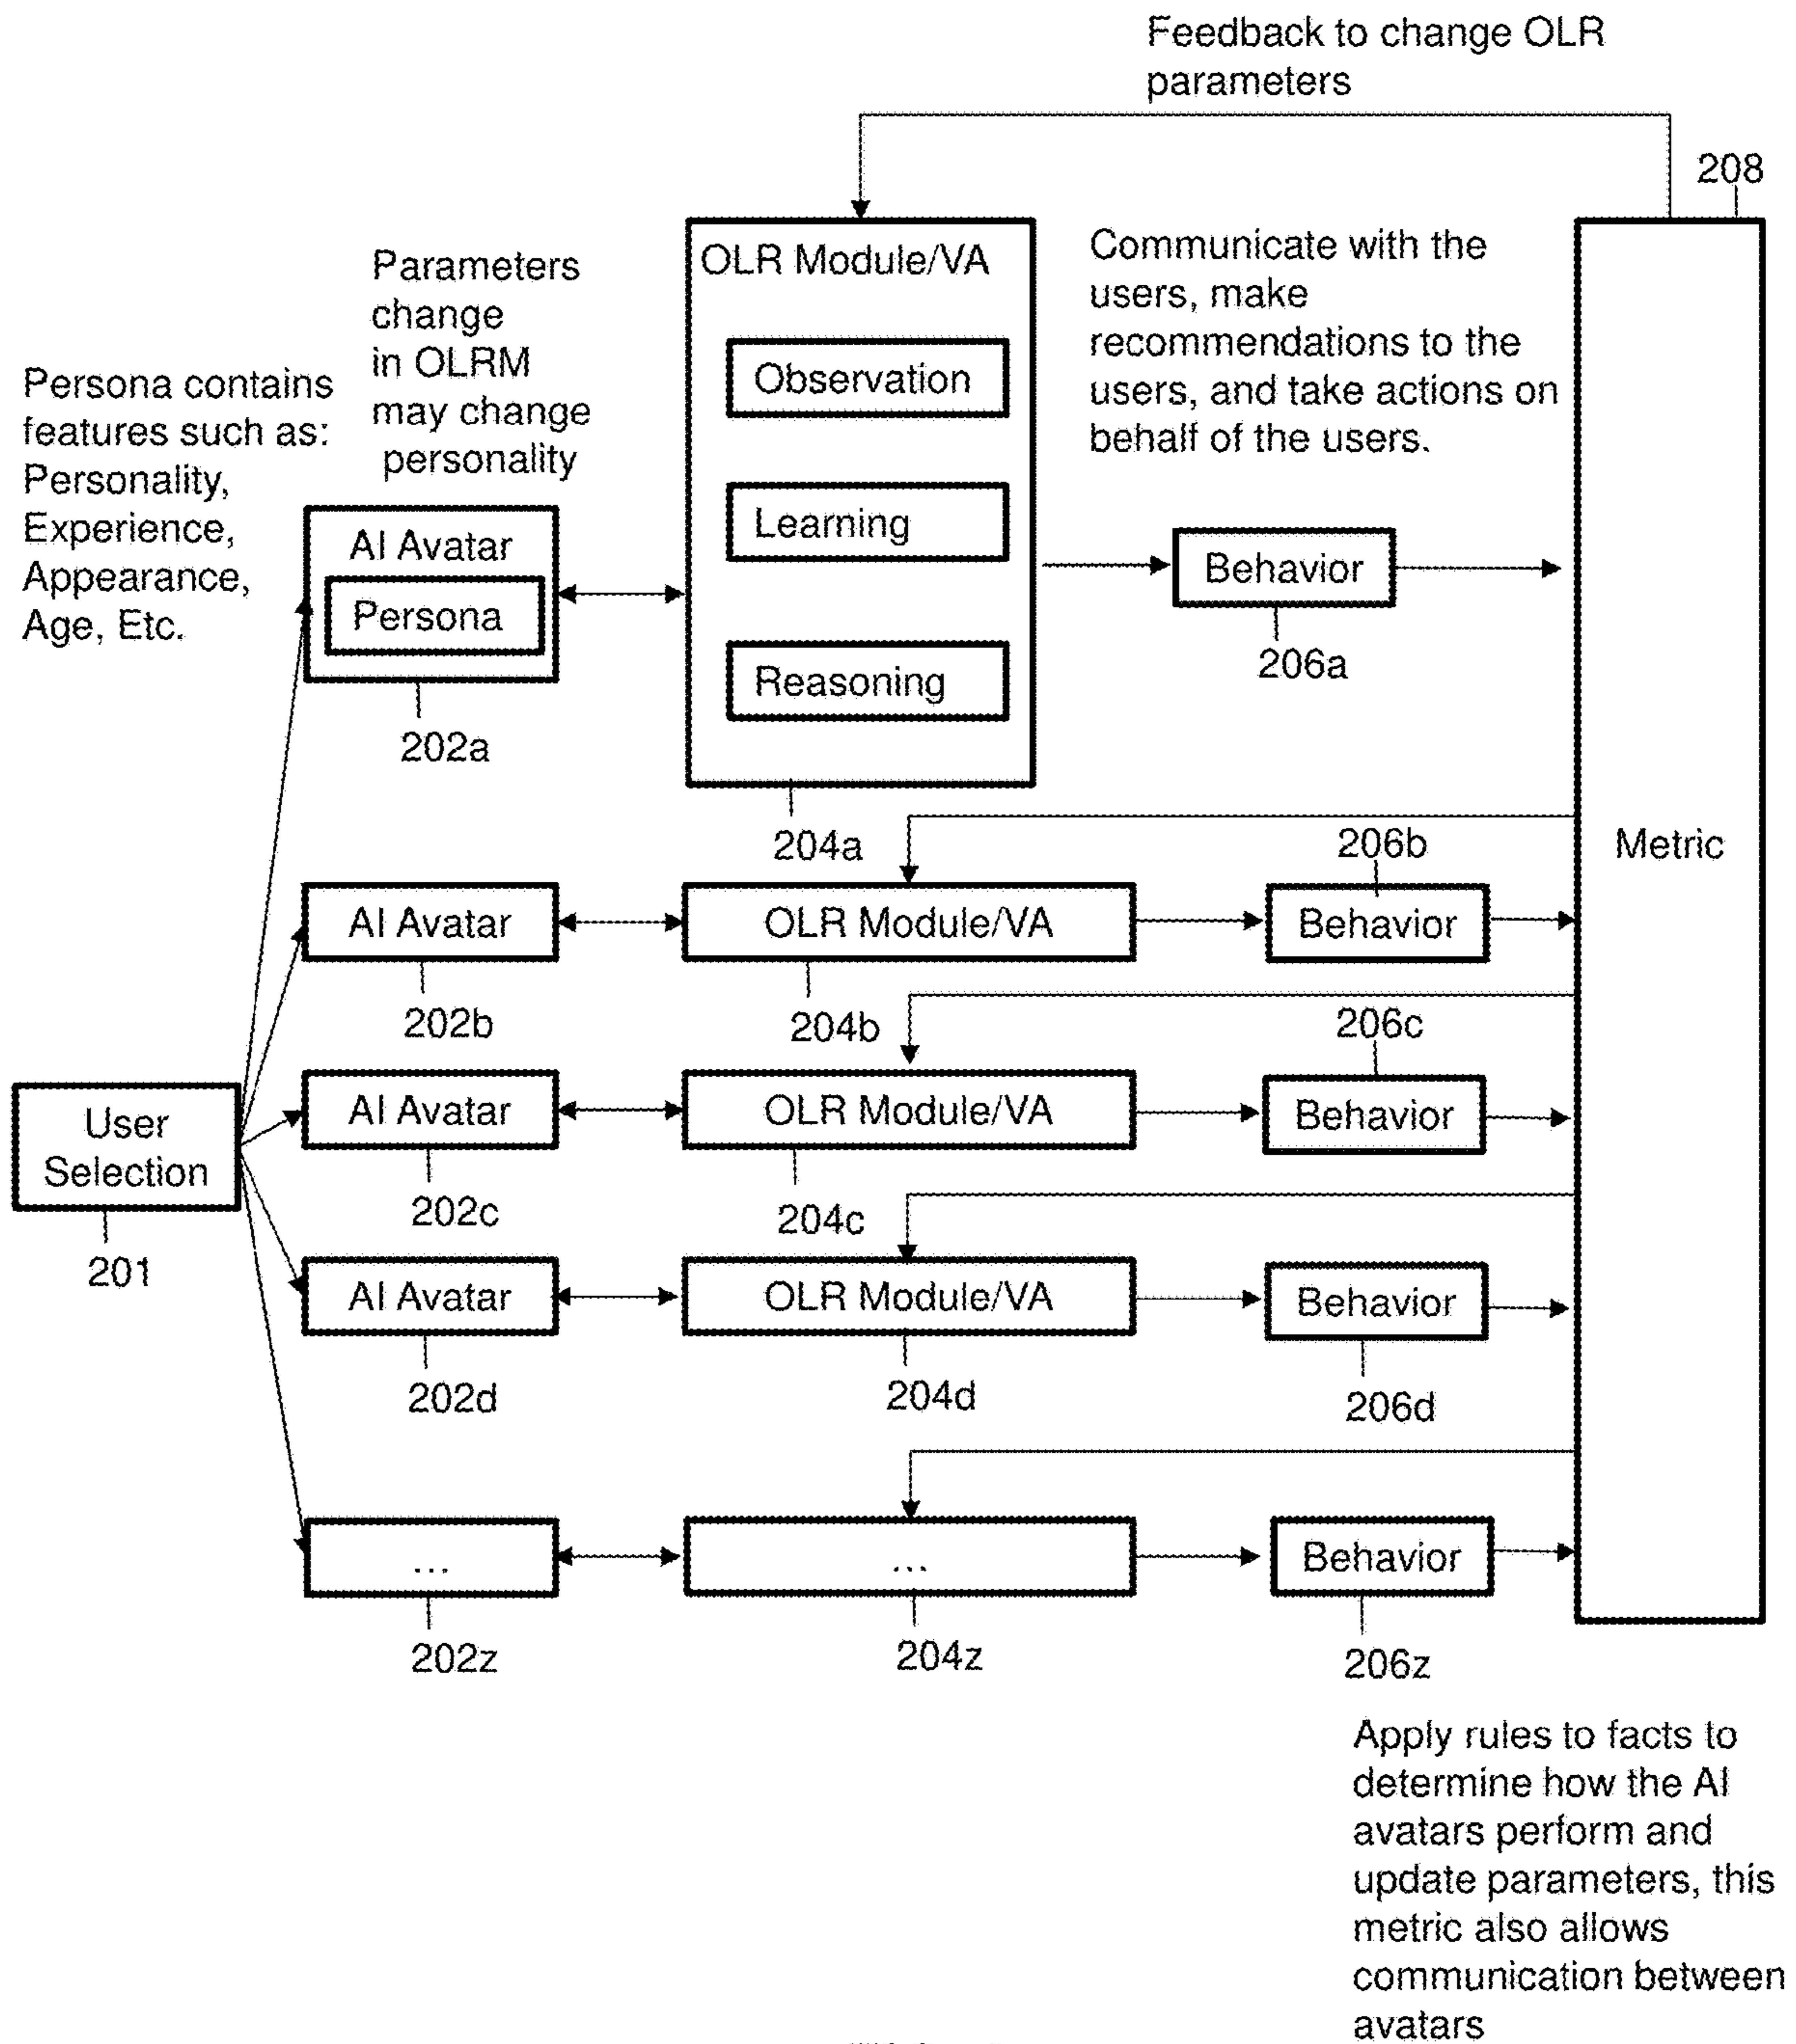 Feedback to change OLR
parameters
208
OLR Module/VA
Observation
Learning
Reasoning
204a
Communicate with the
users, make
recommendations to the
users, and take actions on
behalf of the users.
Parameters
change
in OLRM
may change
personality
Persona contains
features such as:
Personality,
Experience,
Appearance,
Age, Etc.
AI Avatar
Persona
202a
Behavior
206a
Metric
AI Avatar
202b
OLR Module/VA
204b
206b
Behavior
AI Avatar
202c
OLR Module/VA
204c
206c
Behavior
User
Selection
201
AI Avatar
202d
OLR Module/VA
204d
Behavior
206d
...
202z
...
204z
Behavior
206z
Apply rules to facts to
determine how the AI
avatars perform and
update parameters, this
metric also allows
communication between
avatars